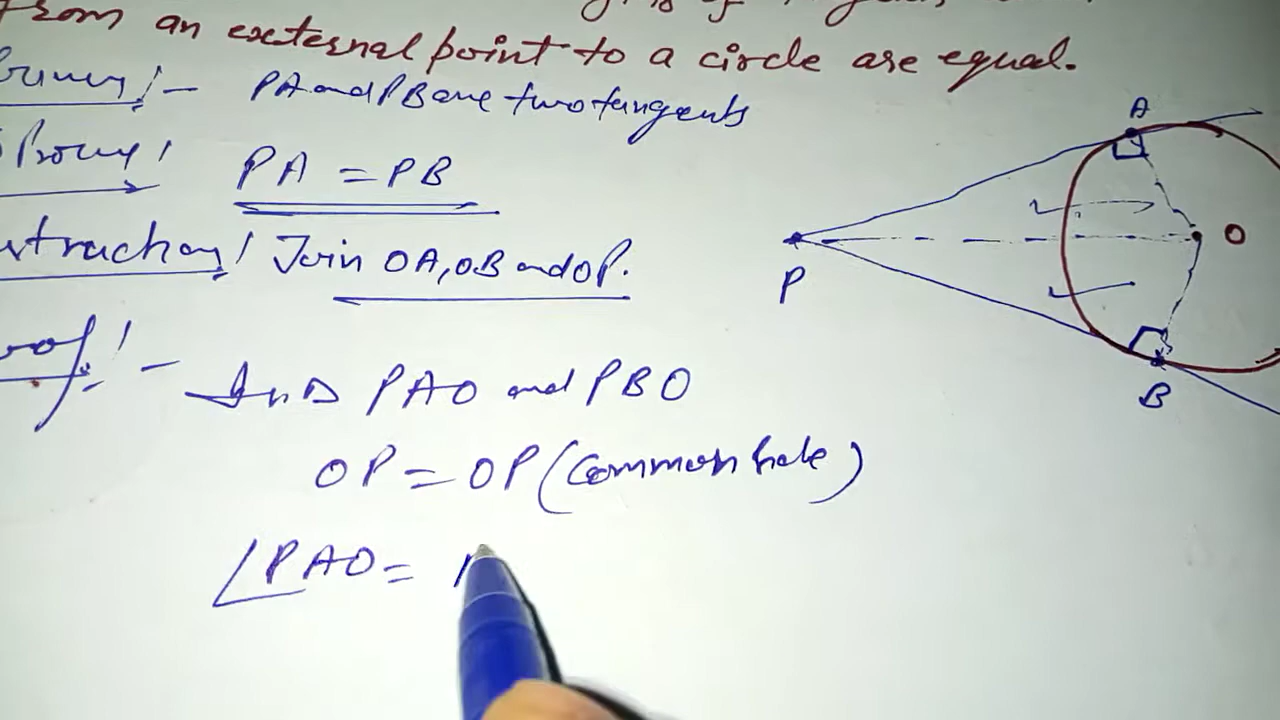 from an external point to a circle are equal.
PA and PB are two tangents
PA = PB
Join OA, OB and OP.
A
O
P
B
In Δ PAO and PBO
OP = OP (Common side)
∠PAO =